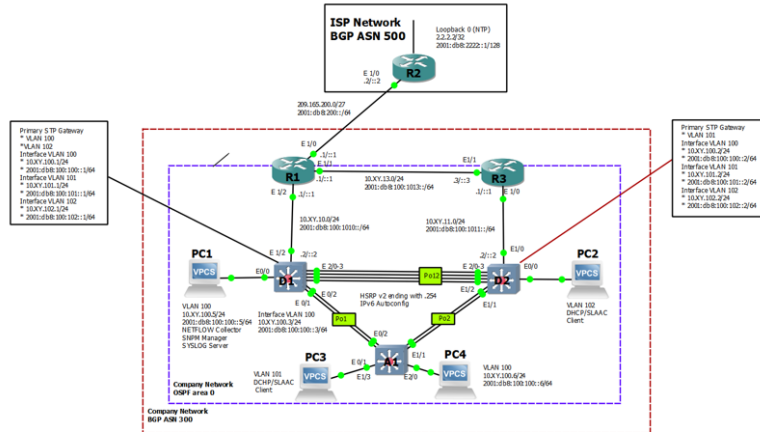 ISP Network
BGP ASN 500
Loopback 0 (NTP)
2.2.2.2/32
2001:db8:2222::1/128
E 1/0
.2/::2
R2
209.165.200.0/27
2001:db8:200::/64
Primary STP Gateway
* VLAN 100
*VLAN 102
Interface VLAN 100
* 10.XY.100.1/24
* 2001:db8:100:100::1/64
Interface VLAN 101
* 10.XY.101.1/24
* 2001:db8:100:101::1/64
Interface VLAN 102
* 10.XY.102.1/24
* 2001:db8:100:102::1/64
Primary STP Gateway
* VLAN 101
Interface VLAN 100
* 10.XY.100.2/24
* 2001:db8:100:100::2/64
Interface VLAN 101
* 10.XY.101.2/24
* 2001:db8:100:101::2/64
Interface VLAN 102
* 10.XY.102.2/24
* 2001:db8:100:102::2/64
E 1/0
.1/::1
E 1/1
R1
.1/::1
E 1/2
.1/::1
10.XY.13.0/24
2001:db8:100:1013::/64
E1/1
.3/::3
R3
.1/::1
E 1/0
10.XY.10.0/24
2001:db8:100:1010::/64
10.XY.11.0/24
2001:db8:100:1011::/64
E 1/2
.2/::2
.2/::2
E1/0
PC1
VPCS
E0/0
D1
E 2/0-3
Po12
E 2/0-3
D2
E0/0
PC2
VPCS
VLAN 100
10.XY.100.5/24
2001:db8:100:100::5/64
NETFLOW Collector
SNPM Manager
SYSLOG Server
E 0/2
E 0/1
Interface VLAN 100
10.XY.100.3/24
2001:db8:100:100::3/64
HSRP v2 ending with .254
IPv6 Autoconfig
E1/2
E1/1
VLAN 102
DHCP/SLAAC
Client
Po1
Po2
E0/2
E 0/1
A1
E1/1
PC3
VPCS
VLAN 101
DCHP/SLAAC
Client
E1/3
E2/0
PC4
VPCS
VLAN 100
10.XY.100.6/24
2001:db8:100:100::6/64
Company Network
OSPF area 0
Company Network
BGP ASN 300